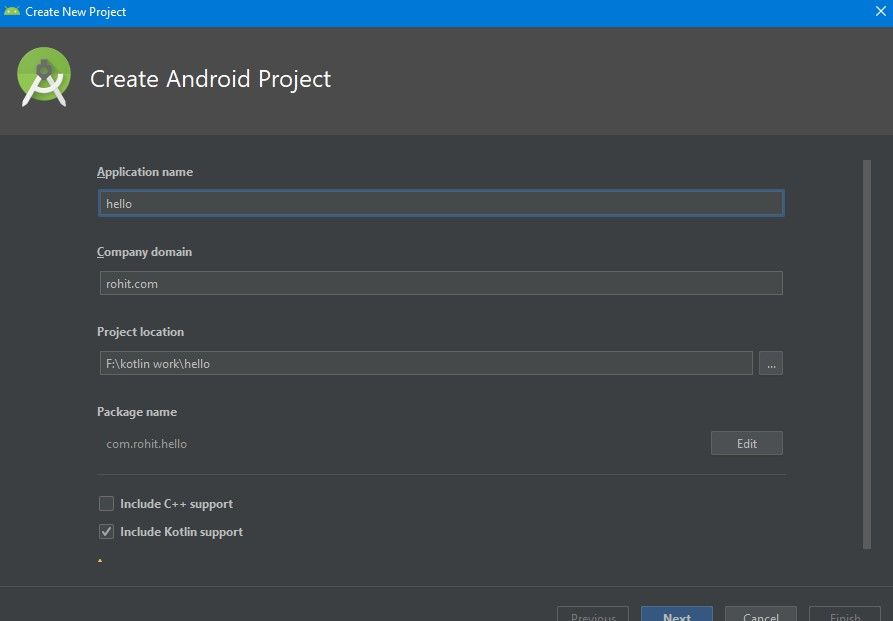 Create New Project
Create Android Project
Application name
hello
Company domain
rohit.com
Project location
F:\kotlin work\hello
...
Package name
com.rohit.hello
Edit
Include C++ support
Include Kotlin support
Previous
Next
Cancel
Finish